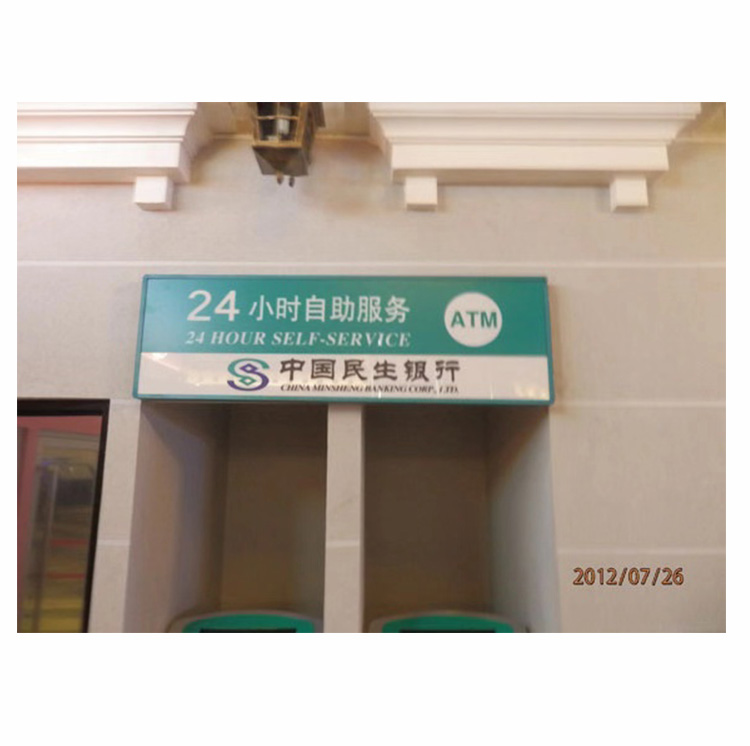 24 小时自助服务
24 HOUR SELF-SERVICE
ATM
中国民生银行
CHINA MINSHENG BANKING CORP., LTD.
2012/07/26